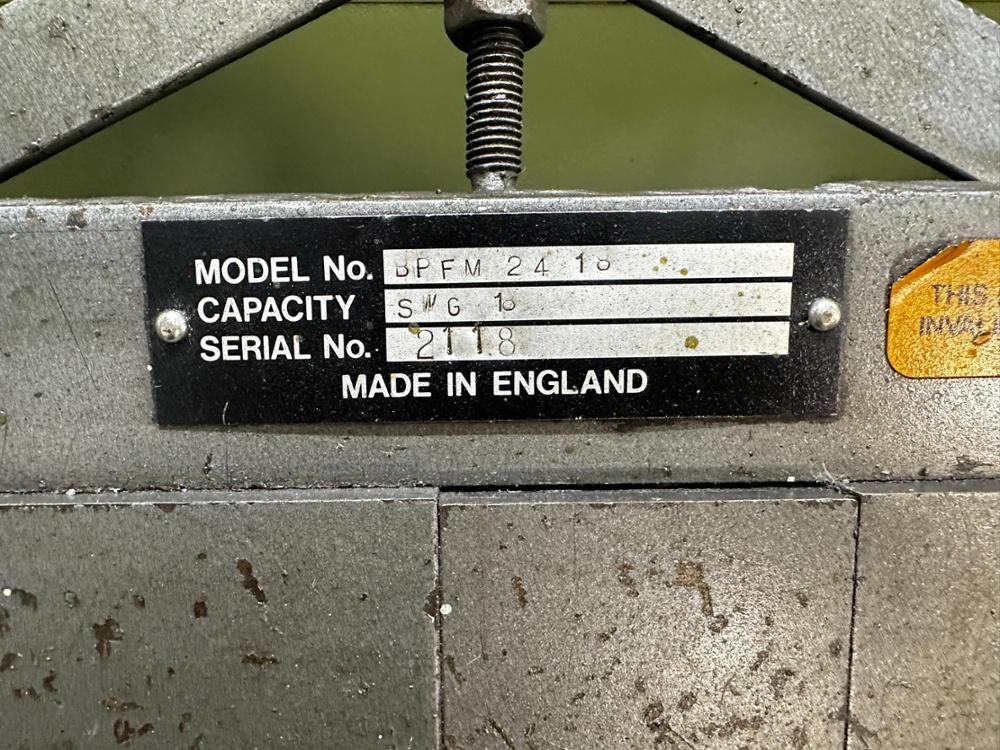 MODEL No. BPFM 24 18
CAPACITY SWG 18
SERIAL No. 2118
MADE IN ENGLAND
THIS